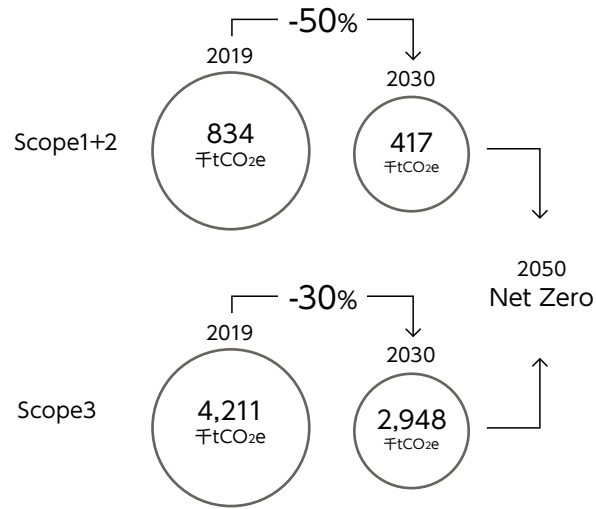 -50%
2019
2030
Scope1+2
834
千tCO2e
417
千tCO2e
2050
Net Zero
-30%
2019
2030
Scope3
4,211
千tCO2e
2,948
千tCO2e